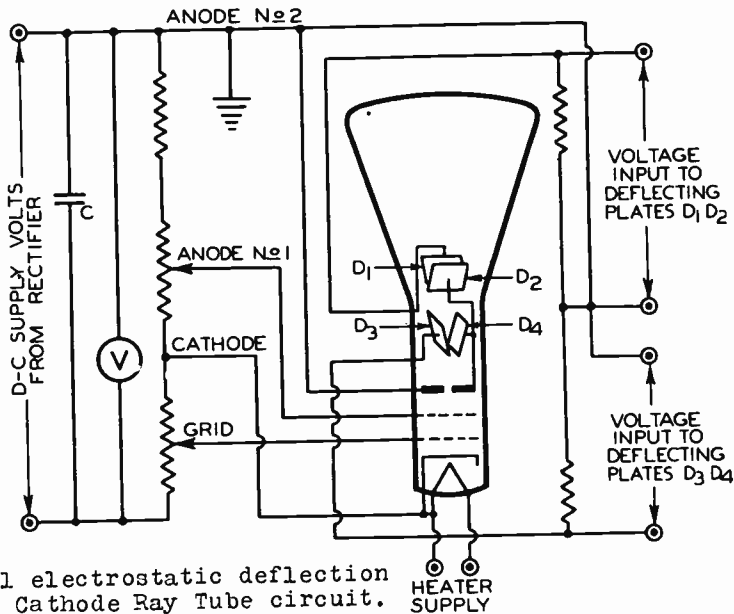 ANODE No2
D-C SUPPLY VOLTS
FROM RECTIFIER
C
V
ANODE No1
CATHODE
GRID
D1
D2
D3
D4
VOLTAGE
INPUT TO
DEFLECTING
PLATES D1 D2
VOLTAGE
INPUT TO
DEFLECTING
PLATES D3 D4
HEATER
SUPPLY
l electrostatic deflection
Cathode Ray Tube circuit.